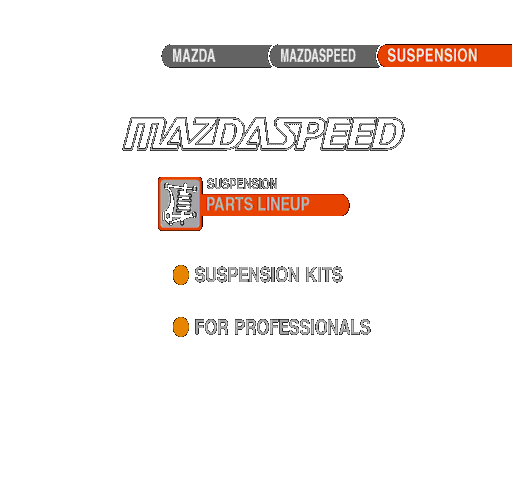 MAZDA MAZDASPEED SUSPENSION
MAZDASPEED
SUSPENSION
PARTS LINEUP
SUSPENSION KITS
FOR PROFESSIONALS